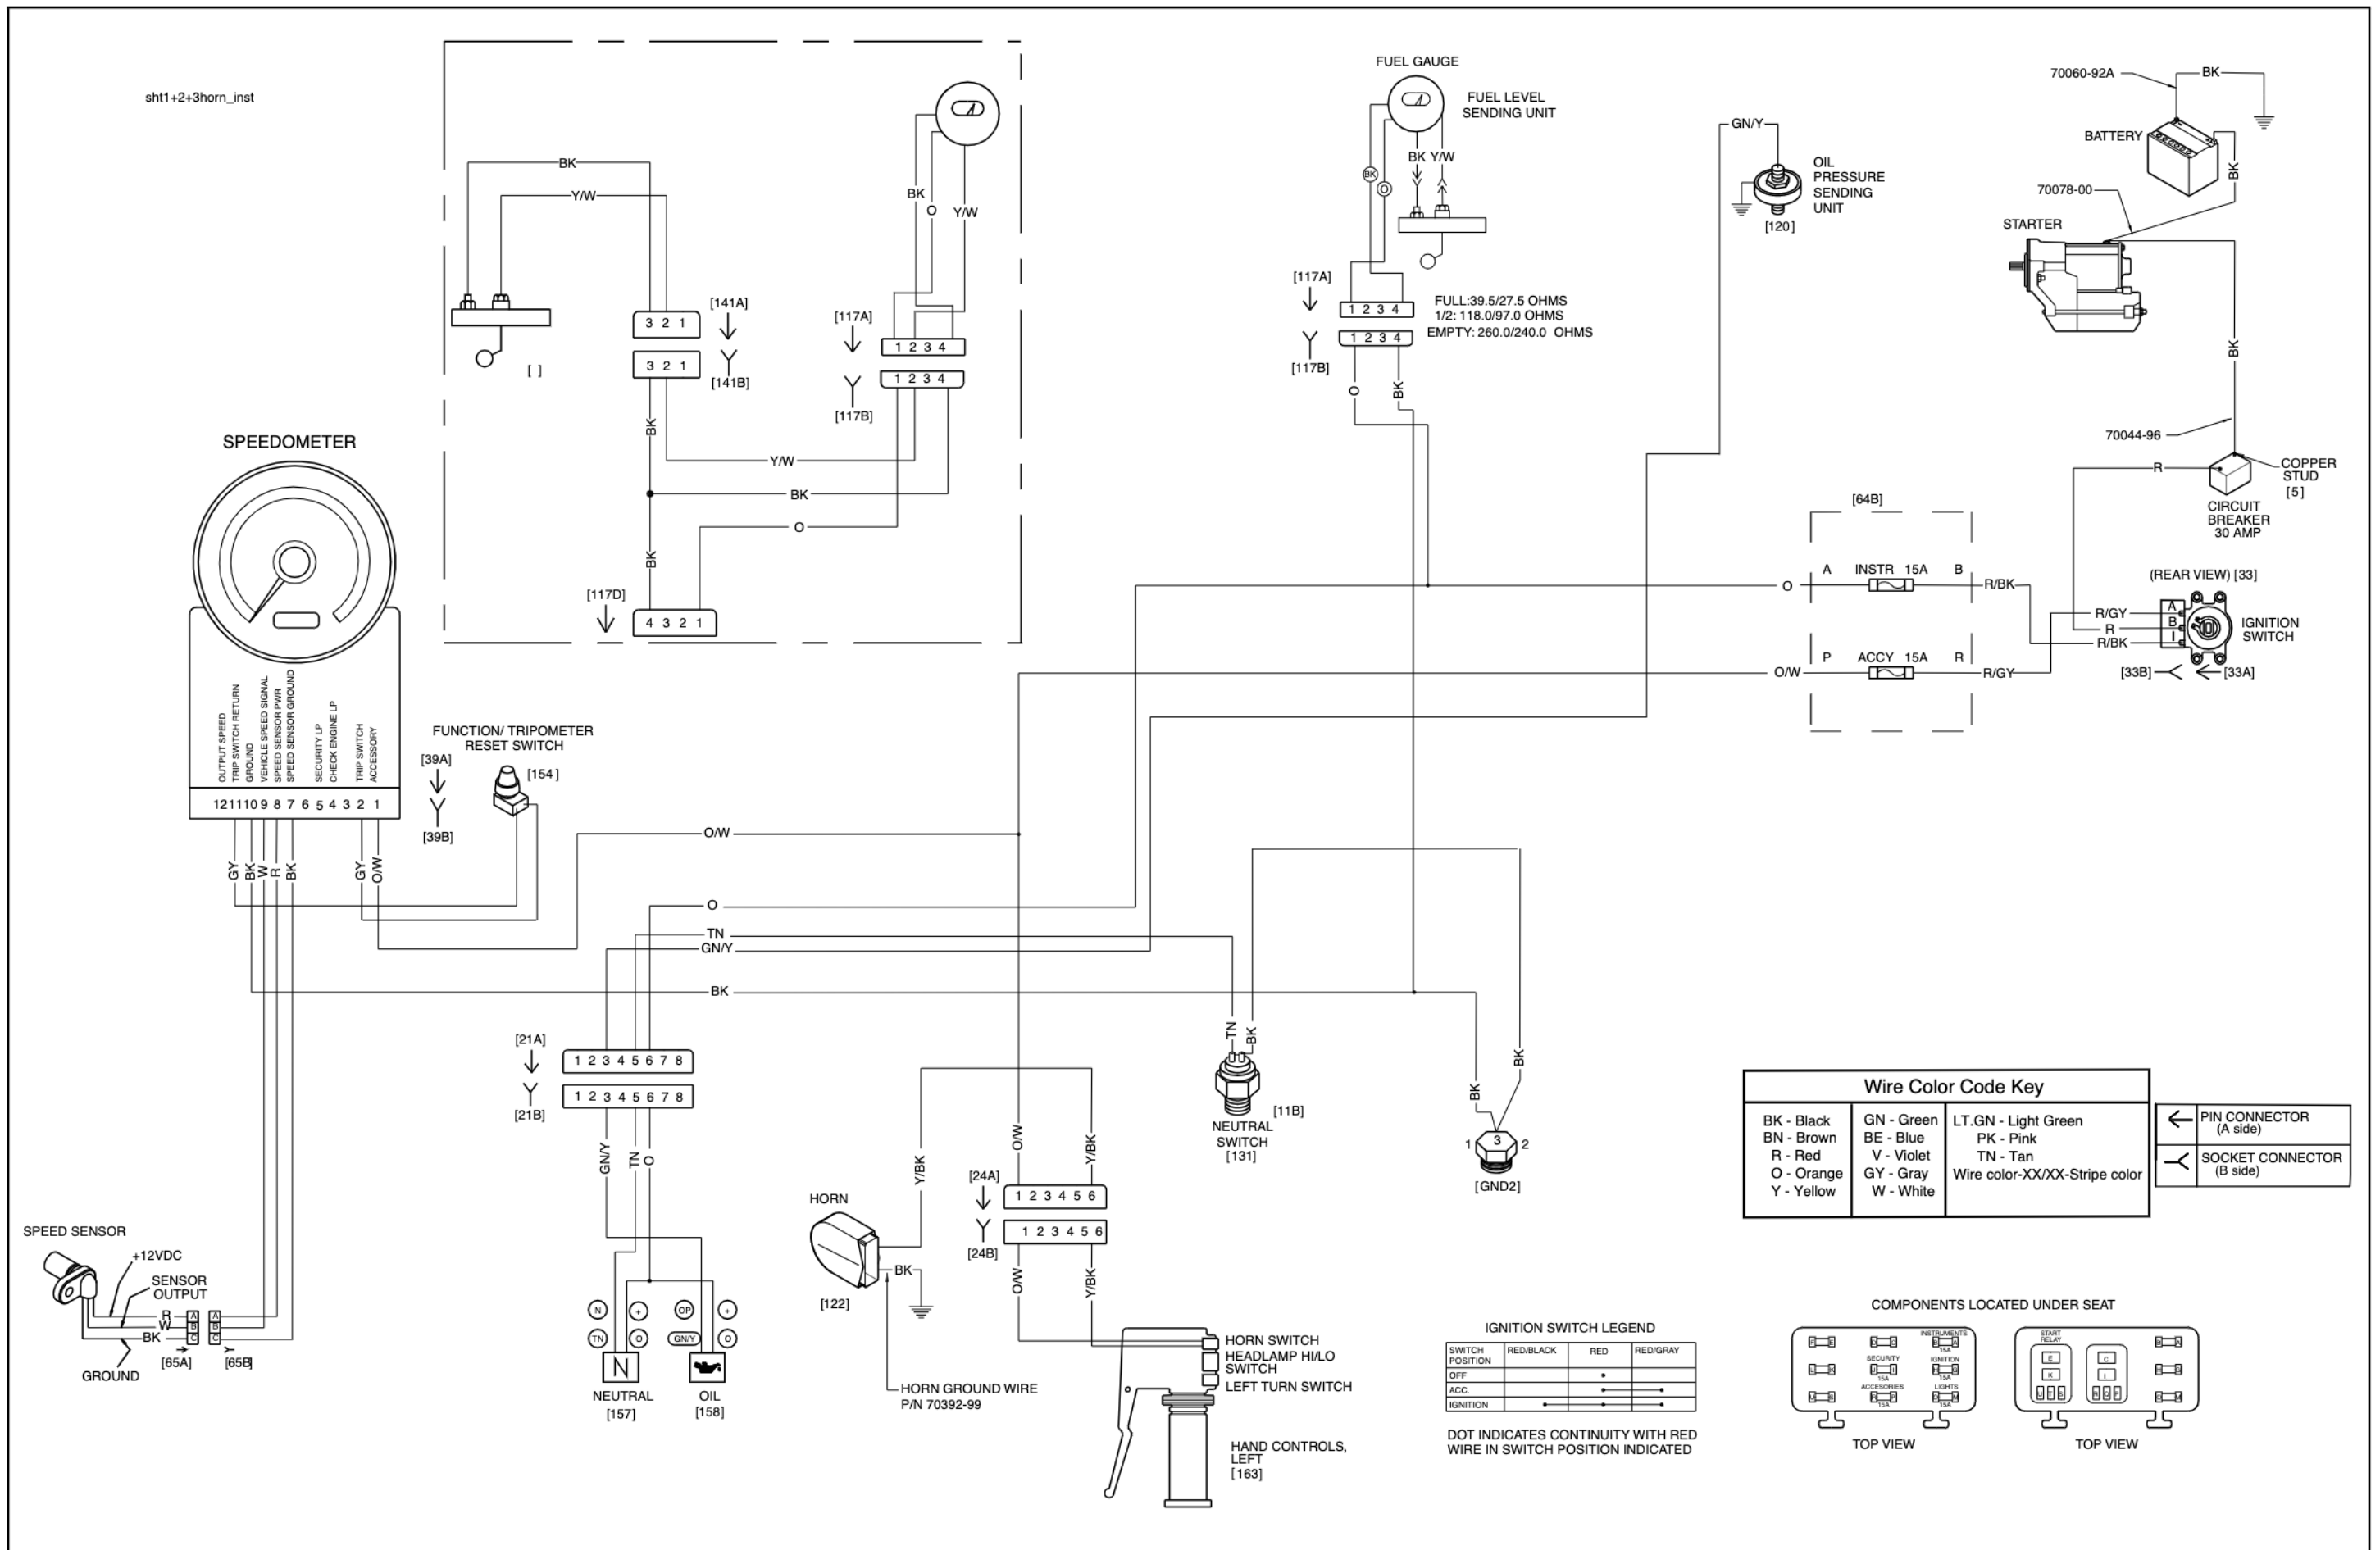 sht1+2+3horn_inst
BK
Y/W
BK
O
Y/W
[141A]
3 2 1
3 2 1
[141B]
[ ]
[117A]
1 2 3 4
1 2 3 4
[117B]
BK
Y/W
BK
O
BK
[117D]
4 3 2 1
FUEL GAUGE
FUEL LEVEL
SENDING UNIT
BK Y/W
BK
O
[117A]
1 2 3 4
1 2 3 4
[117B]
FULL:39.5/27.5 OHMS
1/2: 118.0/97.0 OHMS
EMPTY: 260.0/240.0 OHMS
O
BK
GN/Y
OIL
PRESSURE
SENDING
UNIT
[120]
70060-92A
BK
BATTERY
BK
70078-00
STARTER
BK
70044-96
R
COPPER
STUD
[5]
CIRCUIT
BREAKER
30 AMP
[64B]
O
A INSTR 15A B
R/BK
O/W
P ACCY 15A R
R/GY
(REAR VIEW) [33]
R/GY
R
R/BK
A
B
I
IGNITION
SWITCH
[33B]
[33A]
SPEEDOMETER
OUTPUT SPEED
TRIP SWITCH RETURN
GROUND
VEHICLE SPEED SIGNAL
SPEED SENSOR PWR
SPEED SENSOR GROUND
SECURITY LP
CHECK ENGINE LP
TRIP SWITCH
ACCESSORY
12 11 10 9 8 7 6 5 4 3 2 1
GY
BK
W
R
BK
GY
O/W
FUNCTION/ TRIPOMETER
RESET SWITCH
[39A]
[39B]
[154]
O/W
O
TN
GN/Y
BK
[21A]
1 2 3 4 5 6 7 8
1 2 3 4 5 6 7 8
[21B]
GN/Y
TN
O
N
+
OP
+
TN
O
GN/Y
O
N
NEUTRAL
[157]
OIL
[158]
SPEED SENSOR
+12VDC
SENSOR
OUTPUT
R A A
W B B
BK C C
GROUND
[65A]
[65B]
HORN
Y/BK
BK
[122]
HORN GROUND WIRE
P/N 70392-99
O/W
Y/BK
[24A]
1 2 3 4 5 6
1 2 3 4 5 6
[24B]
O/W
Y/BK
HORN SWITCH
HEADLAMP HI/LO
SWITCH
LEFT TURN SWITCH
HAND CONTROLS,
LEFT
[163]
TN
BK
[11B]
NEUTRAL
SWITCH
[131]
BK
BK
1 3 2
[GND2]
Wire Color Code Key
BK - Black
BN - Brown
R - Red
O - Orange
Y - Yellow
GN - Green
BE - Blue
V - Violet
GY - Gray
W - White
LT.GN - Light Green
PK - Pink
TN - Tan
Wire color-XX/XX-Stripe color
PIN CONNECTOR
(A side)
SOCKET CONNECTOR
(B side)
IGNITION SWITCH LEGEND
SWITCH
POSITION
RED/BLACK
RED
RED/GRAY
OFF
ACC.
IGNITION
DOT INDICATES CONTINUITY WITH RED
WIRE IN SWITCH POSITION INDICATED
COMPONENTS LOCATED UNDER SEAT
INSTRUMENTS
15A
SECURITY
15A
IGNITION
15A
ACCESORIES
15A
LIGHTS
15A
TOP VIEW
START
RELAY
E
K
C
I
TOP VIEW